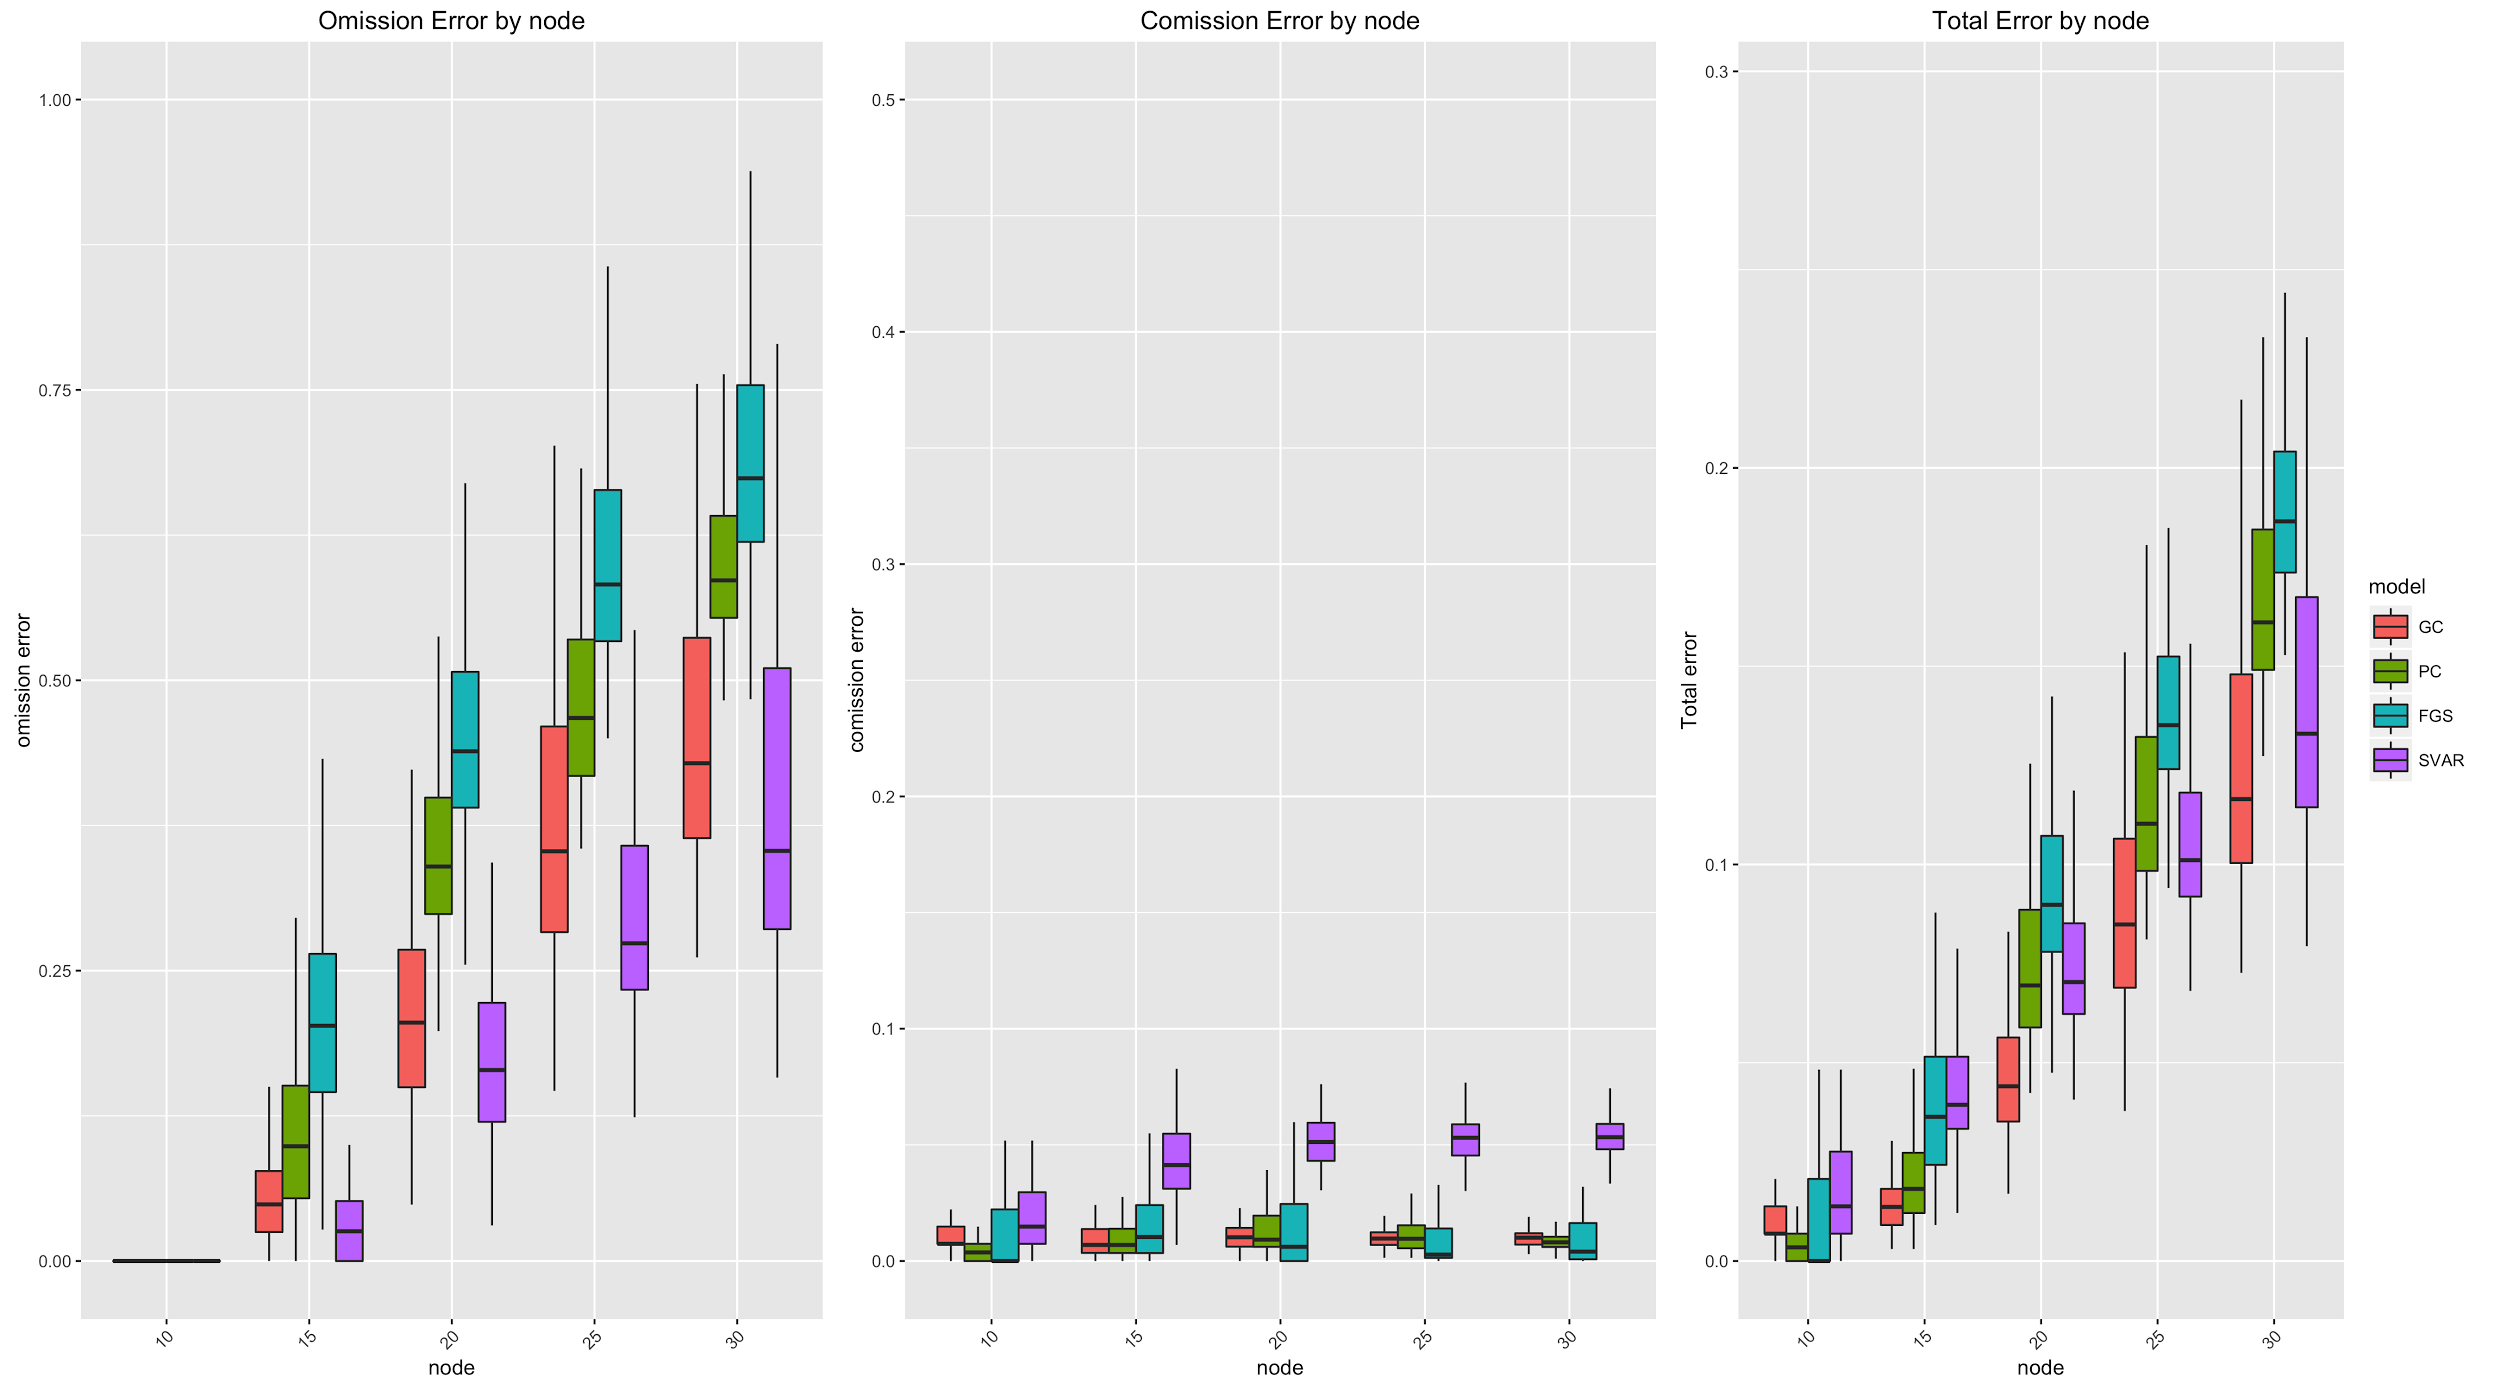 Omission Error by node
omission error
1.00
0.75
0.50
0.25
0.00
10
15
20
25
30
node
Comission Error by node
comission error
0.5
0.4
0.3
0.2
0.1
0.0
10
15
20
25
30
node
Total Error by node
Total error
0.3
0.2
0.1
0.0
10
15
20
25
30
node
model
GC
PC
FGS
SVAR